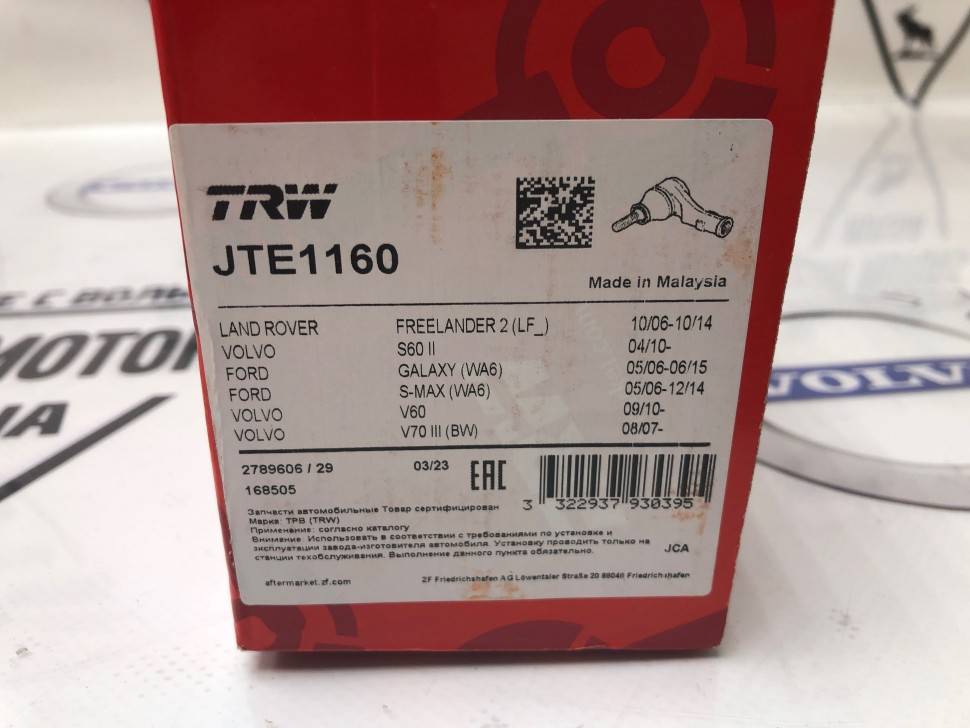 TRW
JTE1160
Made in Malaysia
LAND ROVER FREELANDER 2 (LF_) 10/06-10/14
VOLVO S60 II 04/10-
FORD GALAXY (WA6) 05/06-06/15
FORD S-MAX (WA6) 05/06-12/14
VOLVO V60 09/10-
VOLVO V70 III (BW) 08/07-
2789606 / 29 03/23 EAC
168505
3 322937 930395
Запчасти автомобильные Товар сертифицирован
Марка: ТРВ (TRW)
Применение: согласно каталогу
Внимание: Использовать в соответствии с требованиями по установке и
эксплуатации завода-изготовителя автомобиля. Установку проводить только на
станции техобслуживания. Выполнение данного пункта обязательно.
JCA
aftermarket.zf.com ZF Friedrichshafen AG Löwentaler Straße 20 88046 Friedrichshafen
МОТО
VOLVO